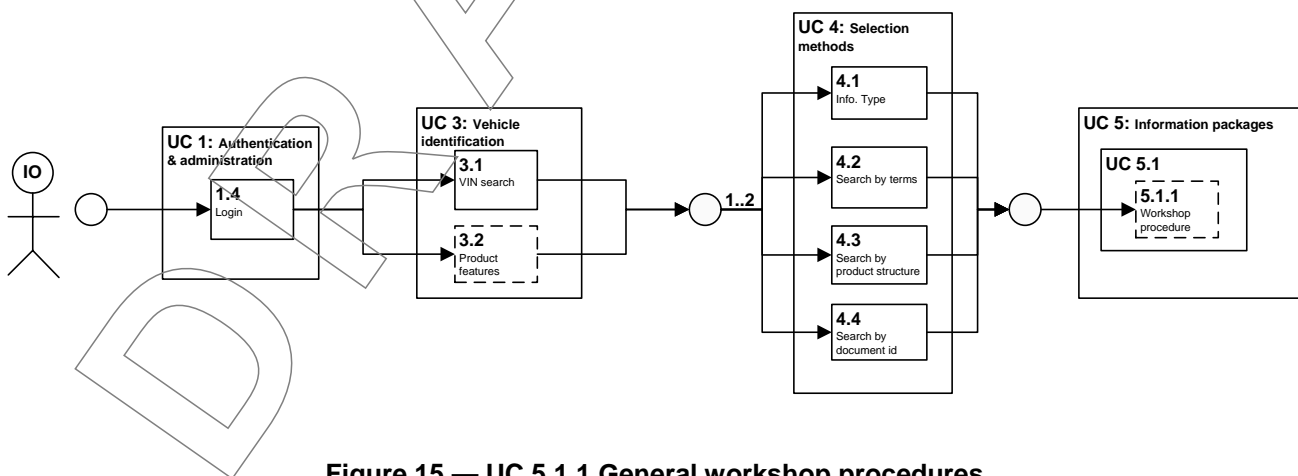 UC 4: Selection
methods
4.1
Info. Type
UC 3: Vehicle
identification
UC 5: Information packages
UC 1: Authentication
& administration
3.1
VIN search
4.2
Search by terms
UC 5.1
IO
1.4
Login
5.1.1
Workshop
procedure
1..2
3.2
Product
features
4.3
Search by
product structure
4.4
Search by
document id
D R A
Figure 15 — UC 5.1.1 General workshop procedures